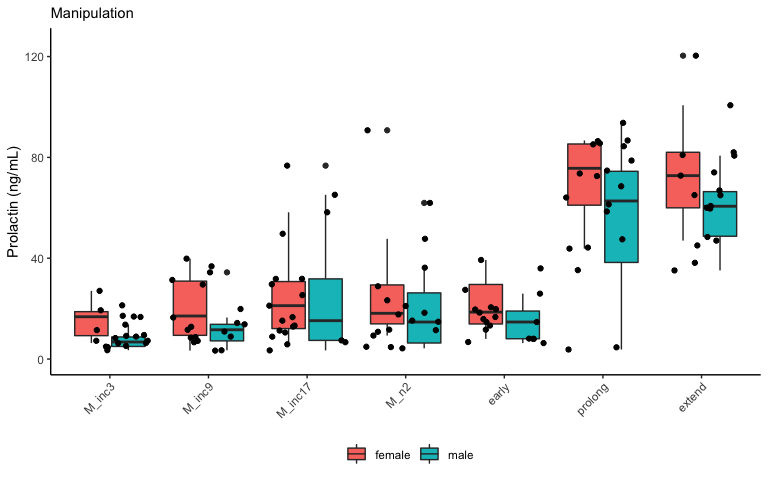 Manipulation
Prolactin (ng/mL)
120
80
40
0
M_inc3
M_inc9
M_inc17
M_n2
early
prolong
extend
female
male